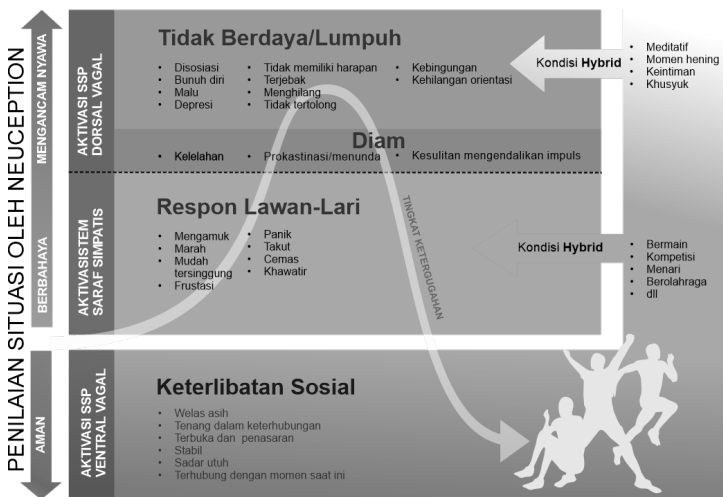 PENILAIAN SITUASI OLEH NEUCEPTION
MENGANCAM NYAWA
BERBAHAYA
AMAN
AKTIVASI SSP
DORSAL VAGAL
Tidak Berdaya/Lumpuh
• Disosiasi
• Bunuh diri
• Malu
• Depresi
• Tidak memiliki harapan
• Terjebak
• Menghilang
• Tidak tertolong
• Kebingungan
• Kehilangan orientasi
Kondisi Hybrid
• Meditatif
• Momen hening
• Keintiman
• Khusyuk
Diam
• Kelelahan
• Prokastinasi/menunda
• Kesulitan mengendalikan impuls
AKTIVASISTEM
SARAF SIMPATIS
Respon Lawan-Lari
• Mengamuk
• Marah
• Mudah
tersinggung
• Frustasi
• Panik
• Takut
• Cemas
• Khawatir
TINGKAT KETERGUGAHAN
Kondisi Hybrid
• Bermain
• Kompetisi
• Menari
• Berolahraga
• dll
AKTIVASI SSP
VENTRAL VAGAL
Keterlibatan Sosial
• Welas asih
• Tenang dalam keterhubungan
• Terbuka dan penasaran
• Stabil
• Sadar utuh
• Terhubung dengan momen saat ini